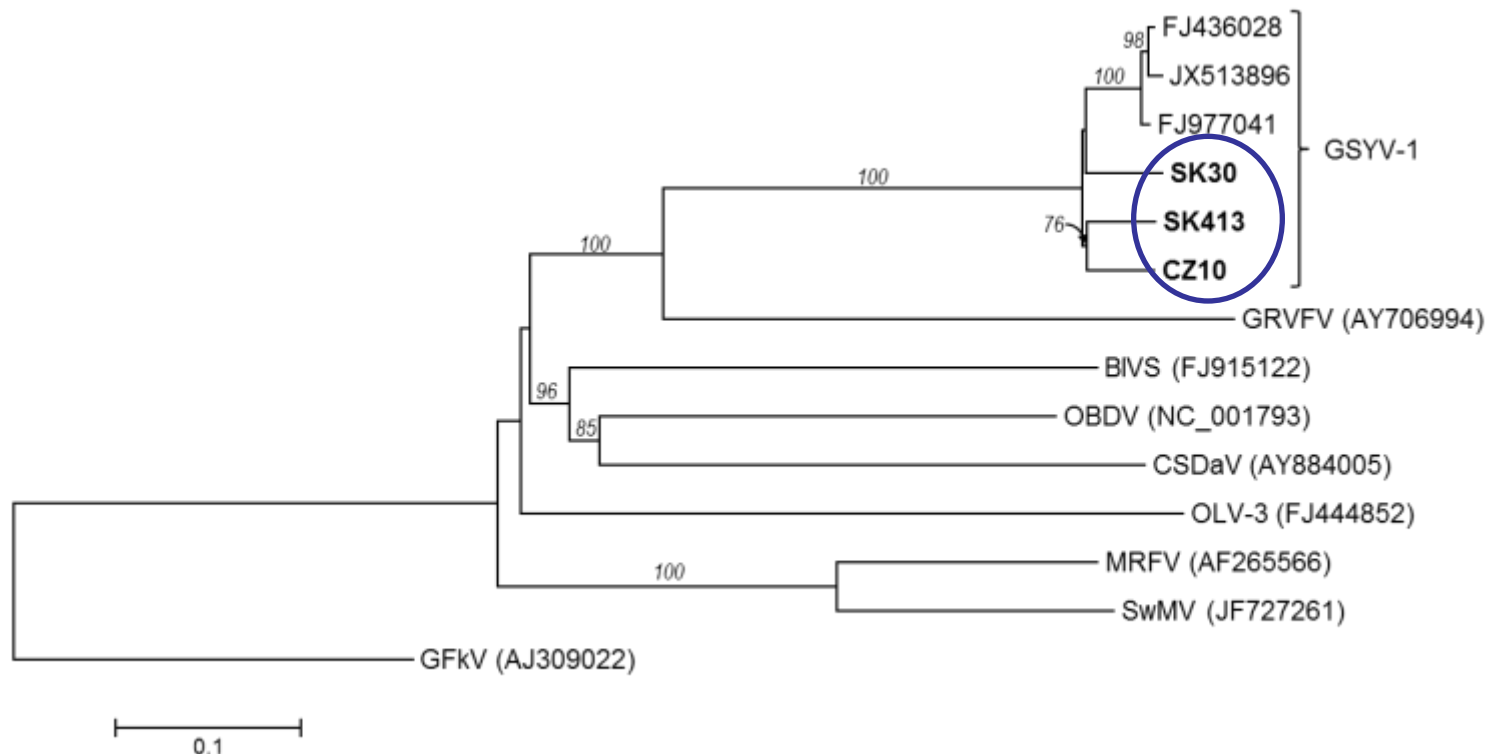 FJ436028
98
JX513896
100
FJ977041
GSYV-1
SK30
100
SK413
76
CZ10
100
GRVFV (AY706994)
BIVS (FJ915122)
96
OBDV (NC_001793)
85
CSDaV (AY884005)
OLV-3 (FJ444852)
MRFV (AF265566)
100
SwMV (JF727261)
GFkV (AJ309022)
0.1